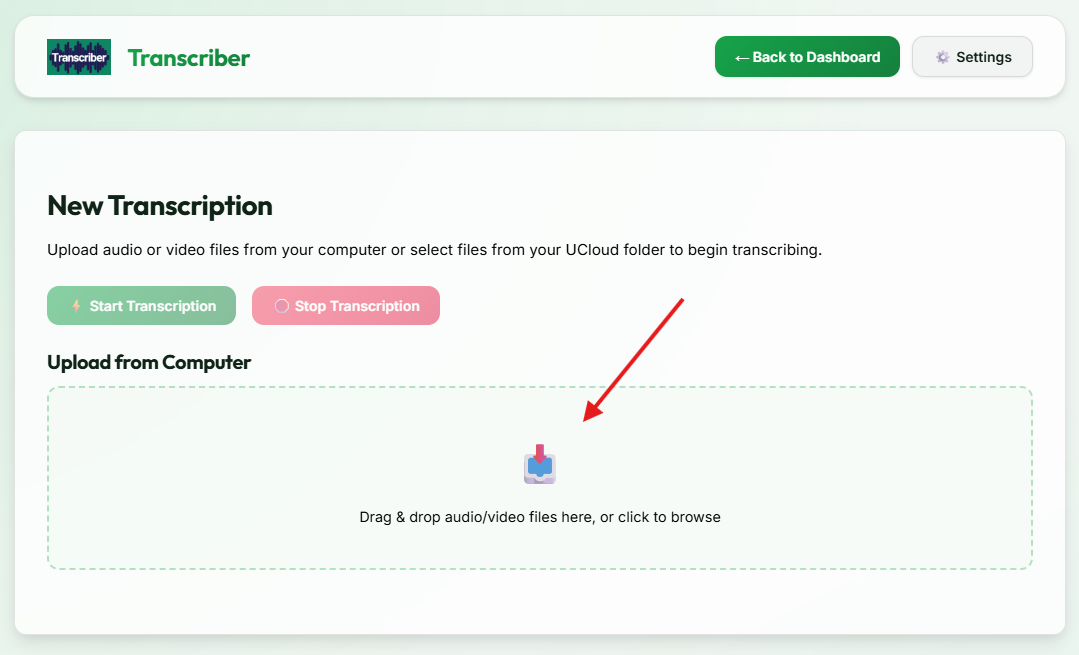 Transcriber
Transcriber
← Back to Dashboard
Settings
New Transcription
Upload audio or video files from your computer or select files from your UCloud folder to begin transcribing.
Start Transcription
Stop Transcription
Upload from Computer
Drag & drop audio/video files here, or click to browse